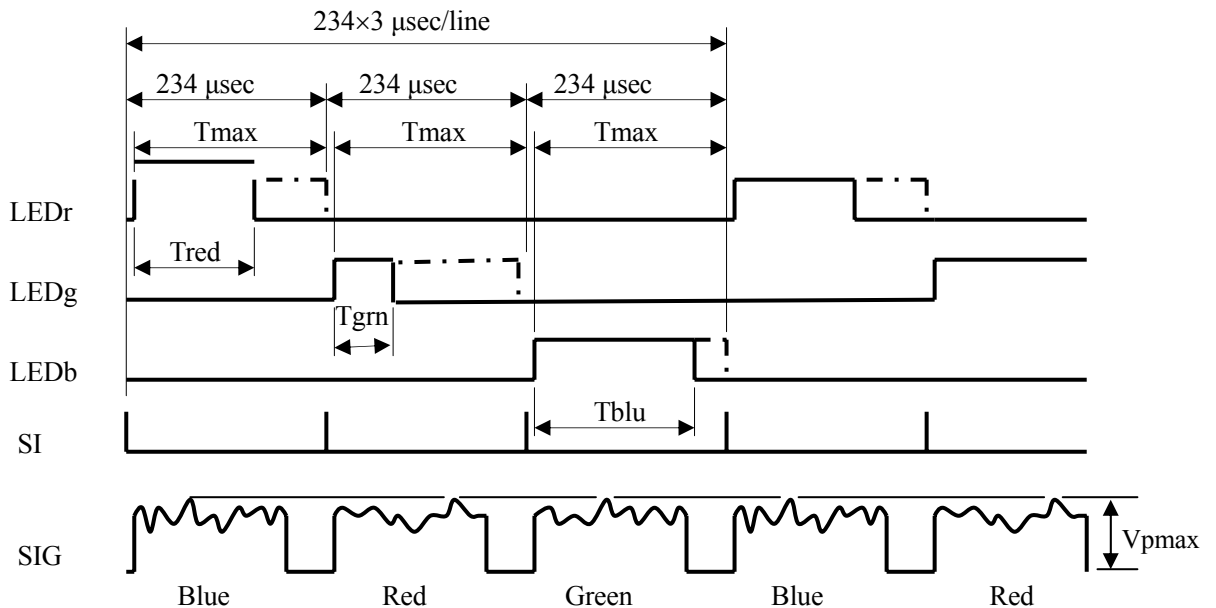 234×3 μsec/line
234 μsec 234 μsec 234 μsec
Tmax Tmax Tmax
LEDr
Tred
LEDg
Tgrn
LEDb
Tblu
SI
SIG
Vpmax
Blue Red Green Blue Red